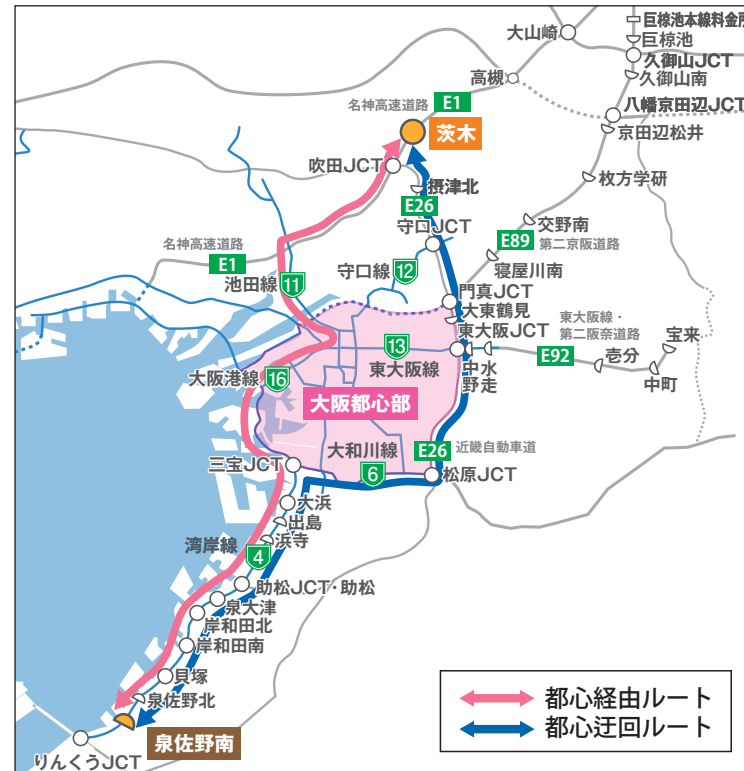 巨椋池本線料金所
大山崎
巨椋池
久御山JCT
久御山南
高槻
名神高速道路
E1
八幡京田辺JCT
茨木
京田辺松井
吹田JCT
摂津北
枚方学研
E26
守口JCT
交野南
名神高速道路
E89
第二京阪道路
E1
守口線
12
寝屋川南
池田線
11
門真JCT
大東鶴見
東大阪線・
第二阪奈道路
東大阪JCT
宝来
13
E92
壱分
東大阪線
中野
水走
中町
大阪港線
16
大阪都心部
大和川線
E26
近畿自動車道
三宝JCT
6
松原JCT
大浜
出島
湾岸線
浜寺
4
助松JCT・助松
泉大津
岸和田北
岸和田南
貝塚
泉佐野北
都心経由ルート
都心迂回ルート
泉佐野南
りんくうJCT